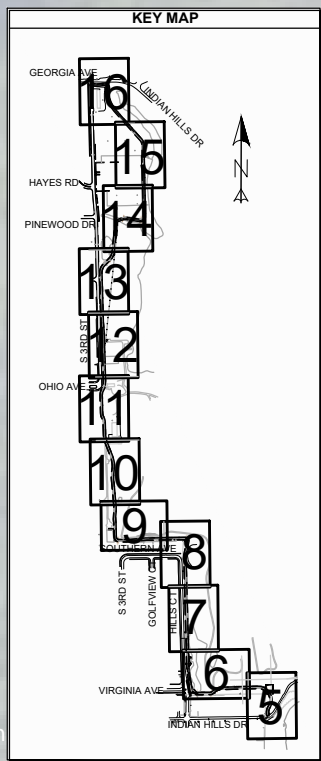 KEY MAP
GEORGIA AVE
INDIAN HILLS DR
16
15
HAYES RD
14
PINEWOOD DR
N
13
S 3RD ST
12
OHIO AVE
11
10
9
SOUTHERN AVE
8
S 3RD ST
GOLFVIEW C
HILLS CT
7
6
VIRGINIA AVE
5
INDIAN HILLS DR